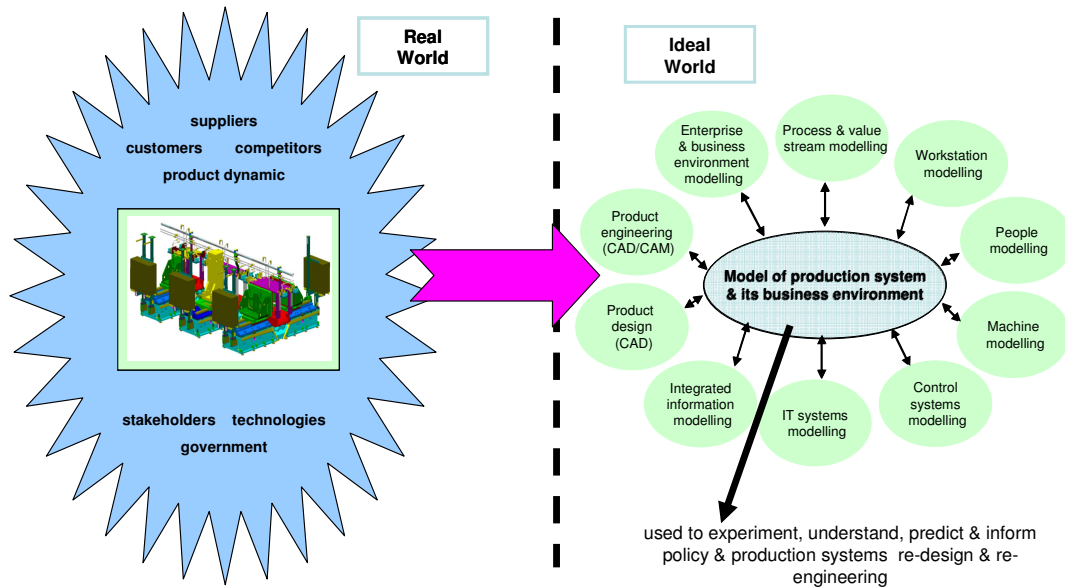 Real
World
suppliers
customers competitors
product dynamic
stakeholders technologies
government
Ideal
World
Enterprise
& business
environment
modelling
Process & value
stream modelling
Workstation
modelling
Product
engineering
(CAD/CAM)
People
modelling
Model of production system
& its business environment
Product
design
(CAD)
Machine
modelling
Integrated
information
modelling
IT systems
modelling
Control
systems
modelling
used to experiment, understand, predict & inform
policy & production systems re-design & re-
engineering